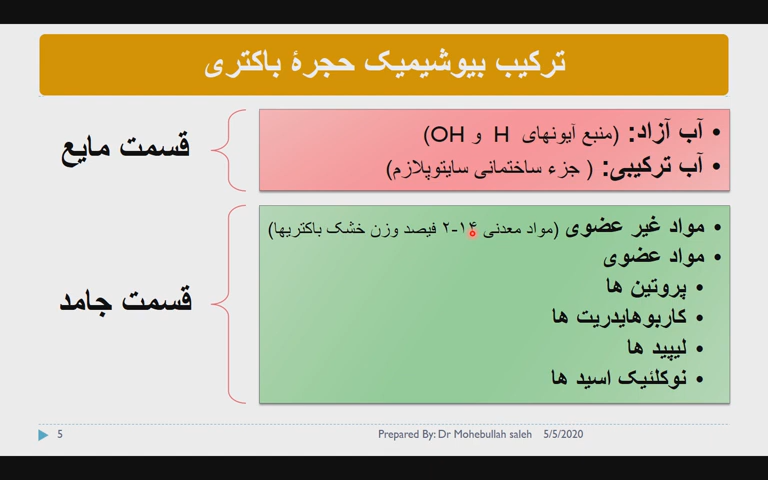 ترکیب بیوشیمیک حجرۀ باکتری
• آب آزاد: (منبع آیونهای H و OH)
• آب ترکیبی: ( جزء ساختمانی سایتوپلازم)
قسمت مایع
• مواد غیر عضوی (مواد معدنی ۱۴-۲ فیصد وزن خشک باکتریها)
• مواد عضوی
• پروتین ها
• کاربوهایدریت ها
• لیپید ها
• نوکلئیک اسید ها
قسمت جامد
5 Prepared By: Dr Mohebullah saleh 5/5/2020